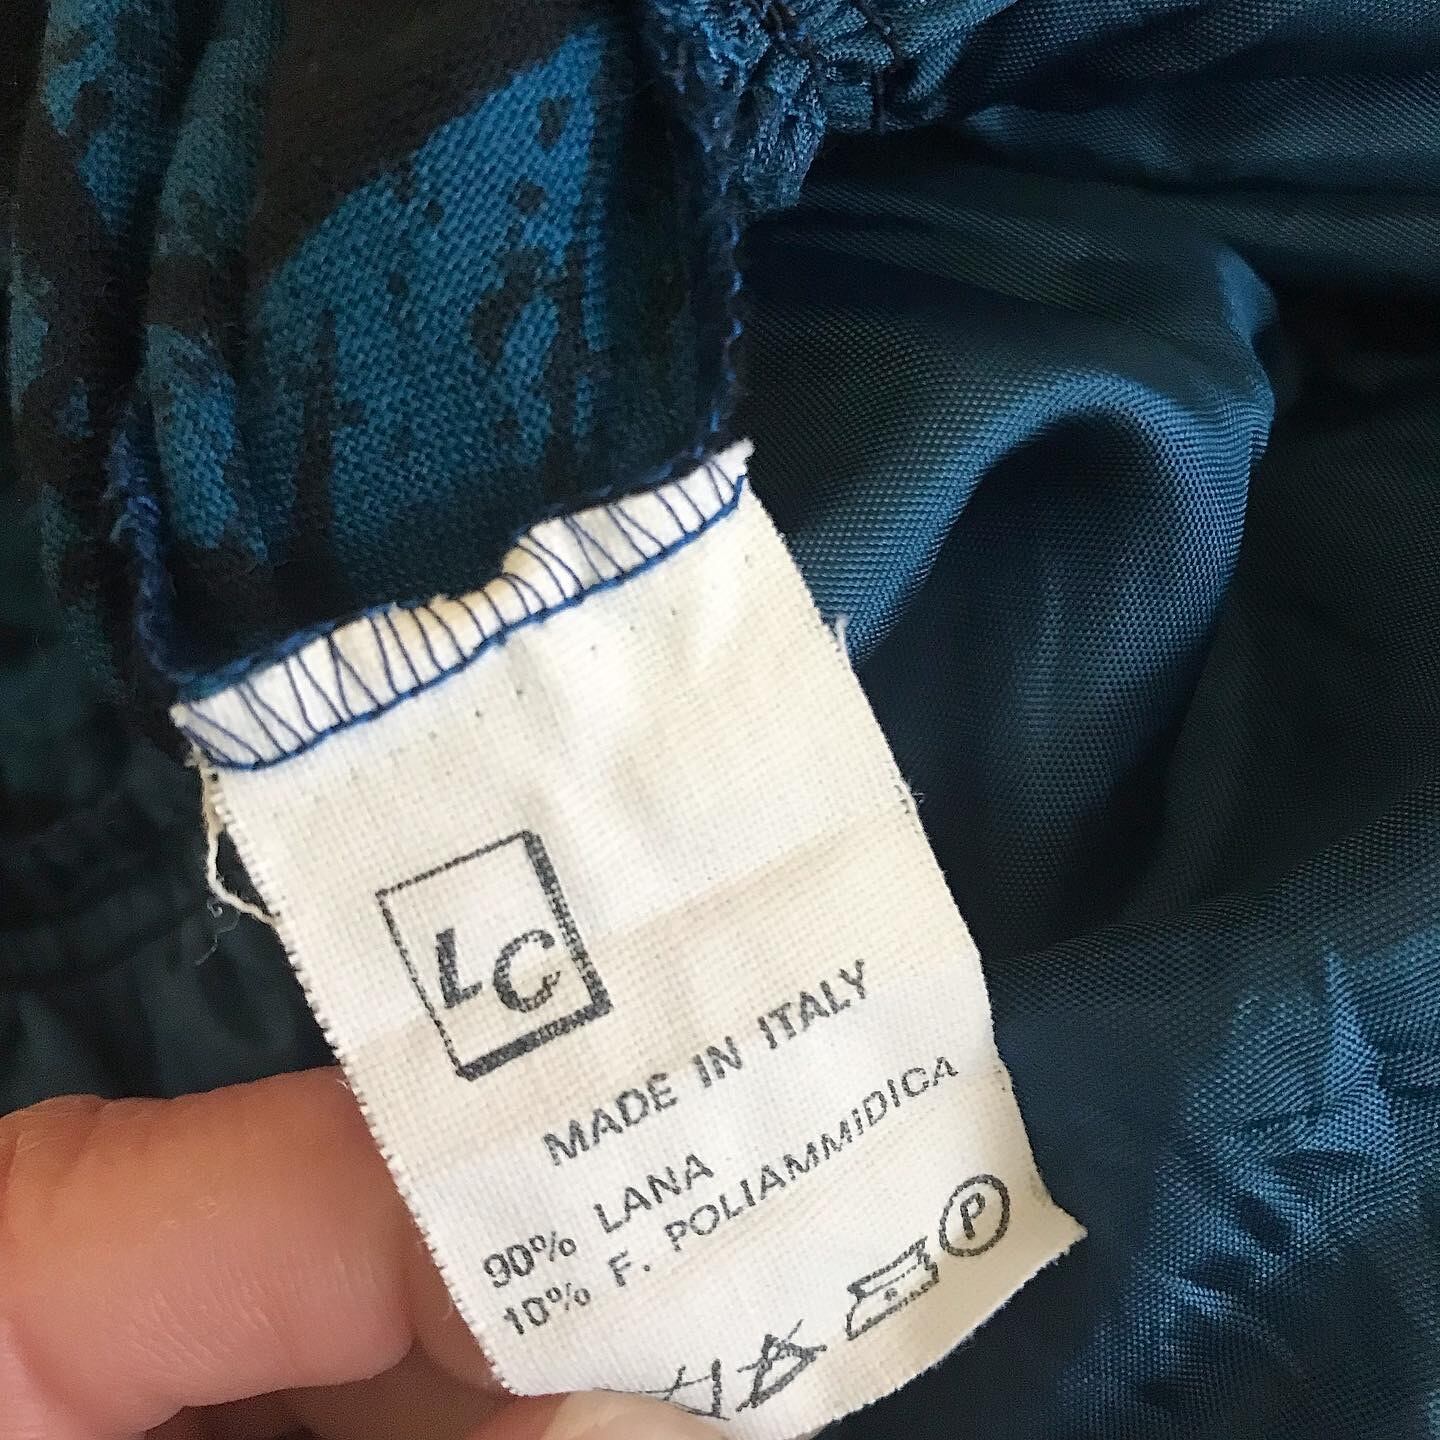 LC
MADE IN ITALY
90% LANA
10% F. POLIAMMIDICA
P